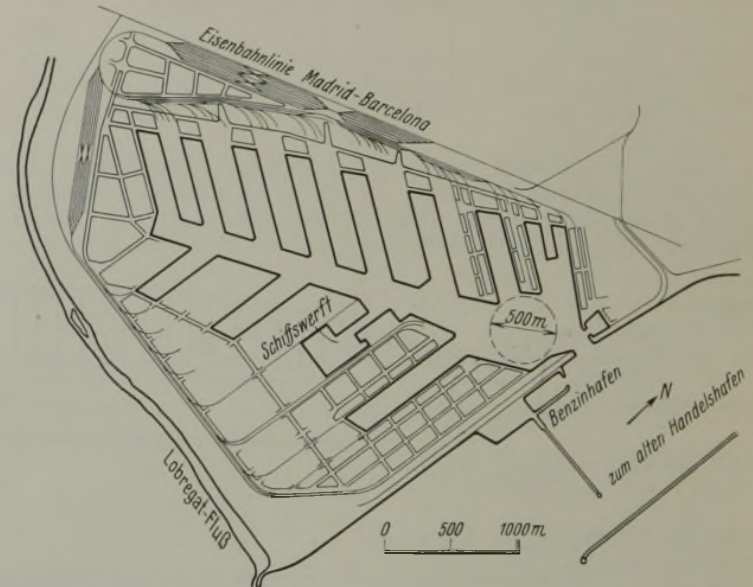 Eisenbahnlinie Madrid-Barcelona
Schiffswerft
500m
Benzinhafen
N
zum alten Handelshafen
Lobregat-Fluß
0 500 1000m